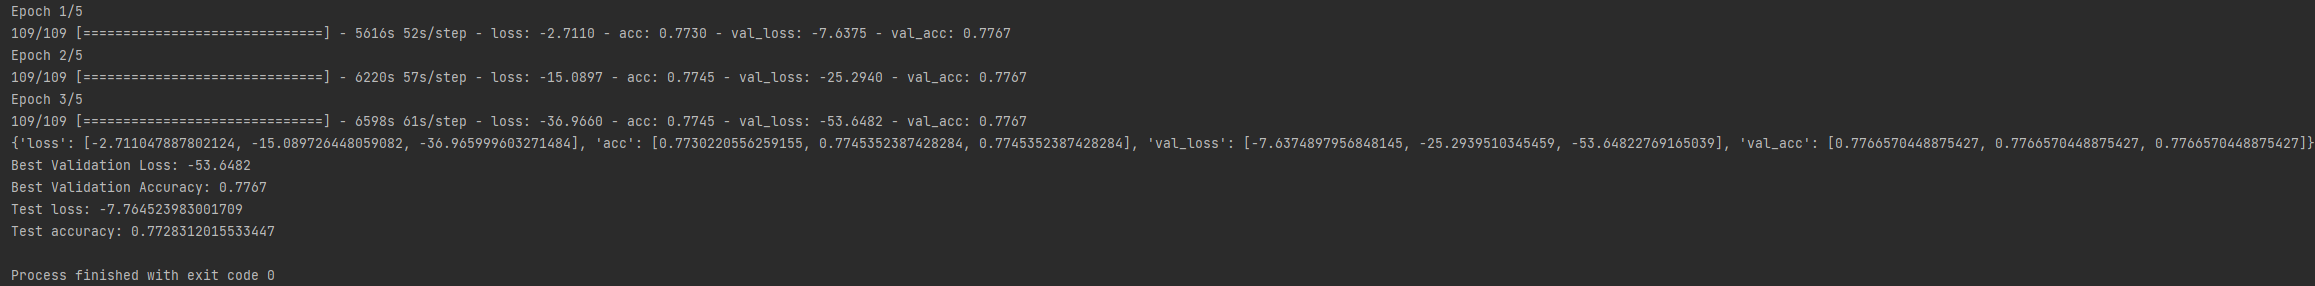 Epoch 1/5
109/109 [==============================] - 5616s 52s/step - loss: -2.7110 - acc: 0.7730 - val_loss: -7.6375 - val_acc: 0.7767
Epoch 2/5
109/109 [==============================] - 6220s 57s/step - loss: -15.0897 - acc: 0.7745 - val_loss: -25.2940 - val_acc: 0.7767
Epoch 3/5
109/109 [==============================] - 6598s 61s/step - loss: -36.9660 - acc: 0.7745 - val_loss: -53.6482 - val_acc: 0.7767
{'loss': [-2.711047887802124, -15.089726448059082, -36.965999603271484], 'acc': [0.7730220556259155, 0.7745352387428284, 0.7745352387428284], 'val_loss': [-7.6374897956848145, -25.2939510345459, -53.64822769165039], 'val_acc': [0.7766570448875427, 0.7766570448875427, 0.7766570448875427]}
Best Validation Loss: -53.6482
Best Validation Accuracy: 0.7767
Test loss: -7.764523983001709
Test accuracy: 0.7728312015533447
Process finished with exit code 0